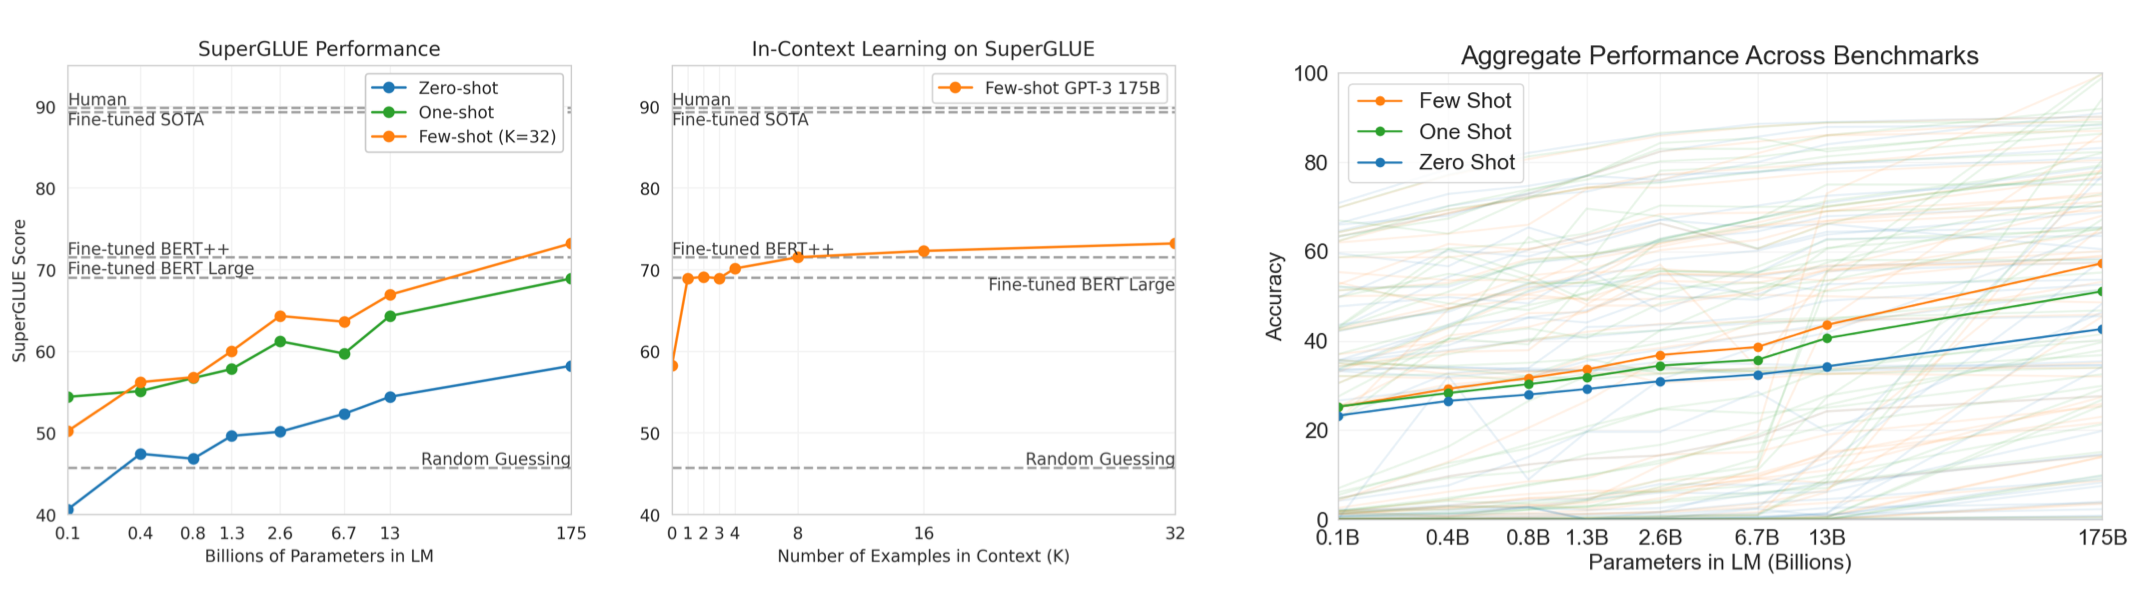 SuperGLUE Performance
Zero-shot
One-shot
Few-shot (K=32)
Human
Fine-tuned SOTA
Fine-tuned BERT++
Fine-tuned BERT Large
Random Guessing
SuperGLUE Score
90
80
70
60
50
40
0.1 0.4 0.8 1.3 2.6 6.7 13 175
Billions of Parameters in LM
In-Context Learning on SuperGLUE
Few-shot GPT-3 175B
Human
Fine-tuned SOTA
Fine-tuned BERT++
Fine-tuned BERT Large
Random Guessing
90
80
70
60
50
40
0 1 2 3 4 8 16 32
Number of Examples in Context (K)
Aggregate Performance Across Benchmarks
Few Shot
One Shot
Zero Shot
Accuracy
100
80
60
40
20
0
0.1B 0.4B 0.8B 1.3B 2.6B 6.7B 13B 175B
Parameters in LM (Billions)